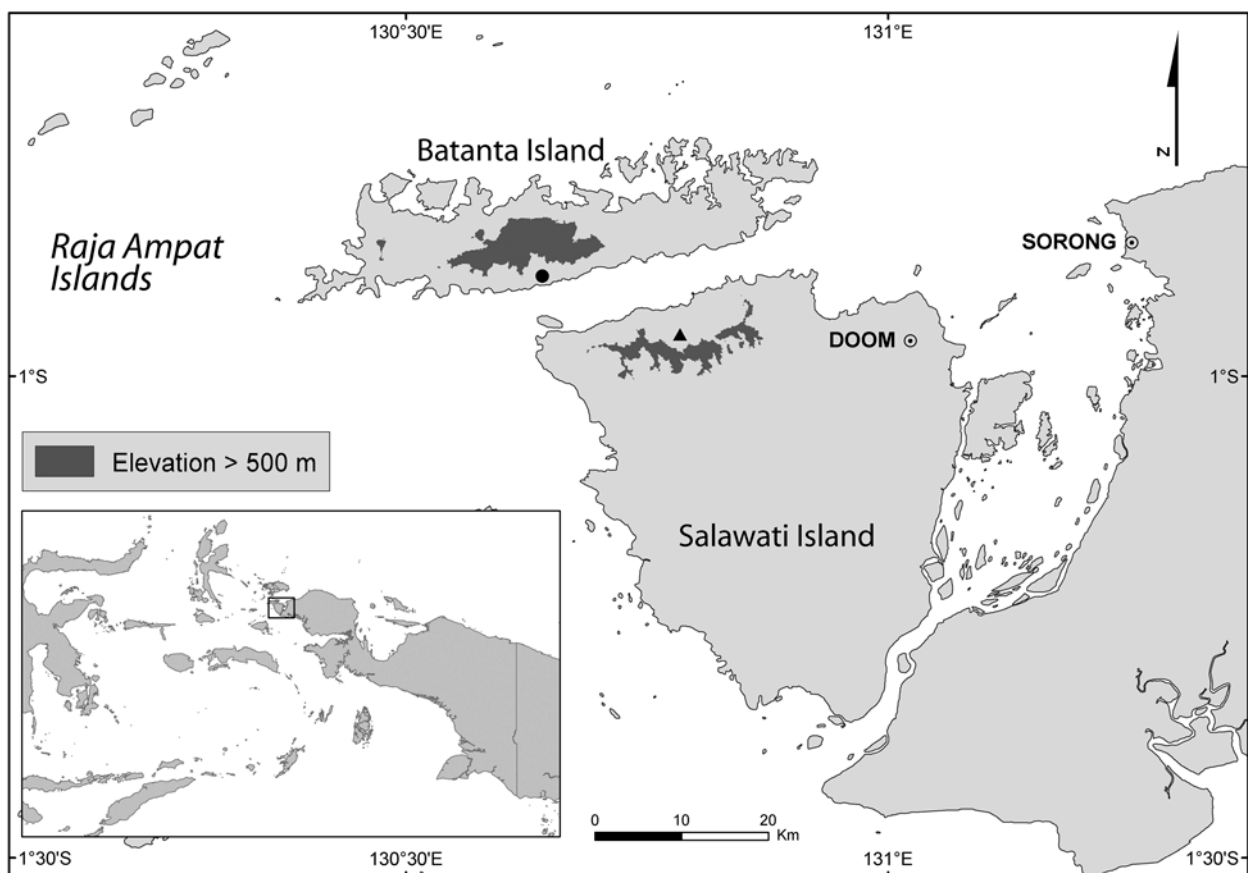 130°30'E
131°E
Batanta Island
Raja Ampat
Islands
SORONG
N
DOOM
1°S
1°S
Elevation > 500 m
Salawati Island
0
10
20
Km
1°30'S
130°30'E
131°E
1°30'S